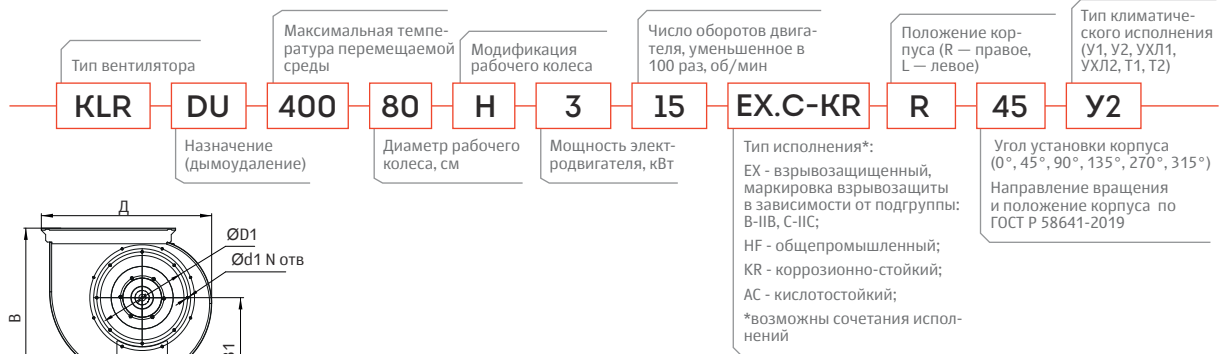 Тип вентилятора
Максимальная темпе-
ратура перемещаемой
среды
Модификация
рабочего колеса
Число оборотов двига-
теля, уменьшенное в
100 раз, об/мин
Положение кор-
пуса (R — правое,
L — левое)
Тип климатиче-
ского исполнения
(У1, У2, УХЛ1,
УХЛ2, Т1, Т2)
KLR DU 400 80 Н 3 15 EX.C-KR R 45 У2
Назначение
(дымоудаление)
Диаметр рабочего
колеса, см
Мощность элект-
родвигателя, кВт
Тип исполнения*:
EX - взрывозащищенный,
маркировка взрывозащиты
в зависимости от подгруппы:
B-IIB, C-IIC;
HF - общепромышленный;
KR - коррозионно-стойкий;
AC - кислотостойкий;
*возможны сочетания испол-
нений
Угол установки корпуса
(0°, 45°, 90°, 135°, 270°, 315°)
Направление вращения
и положение корпуса по
ГОСТ Р 58641-2019
Д
ØD1
Ød1 N отв
В
В1